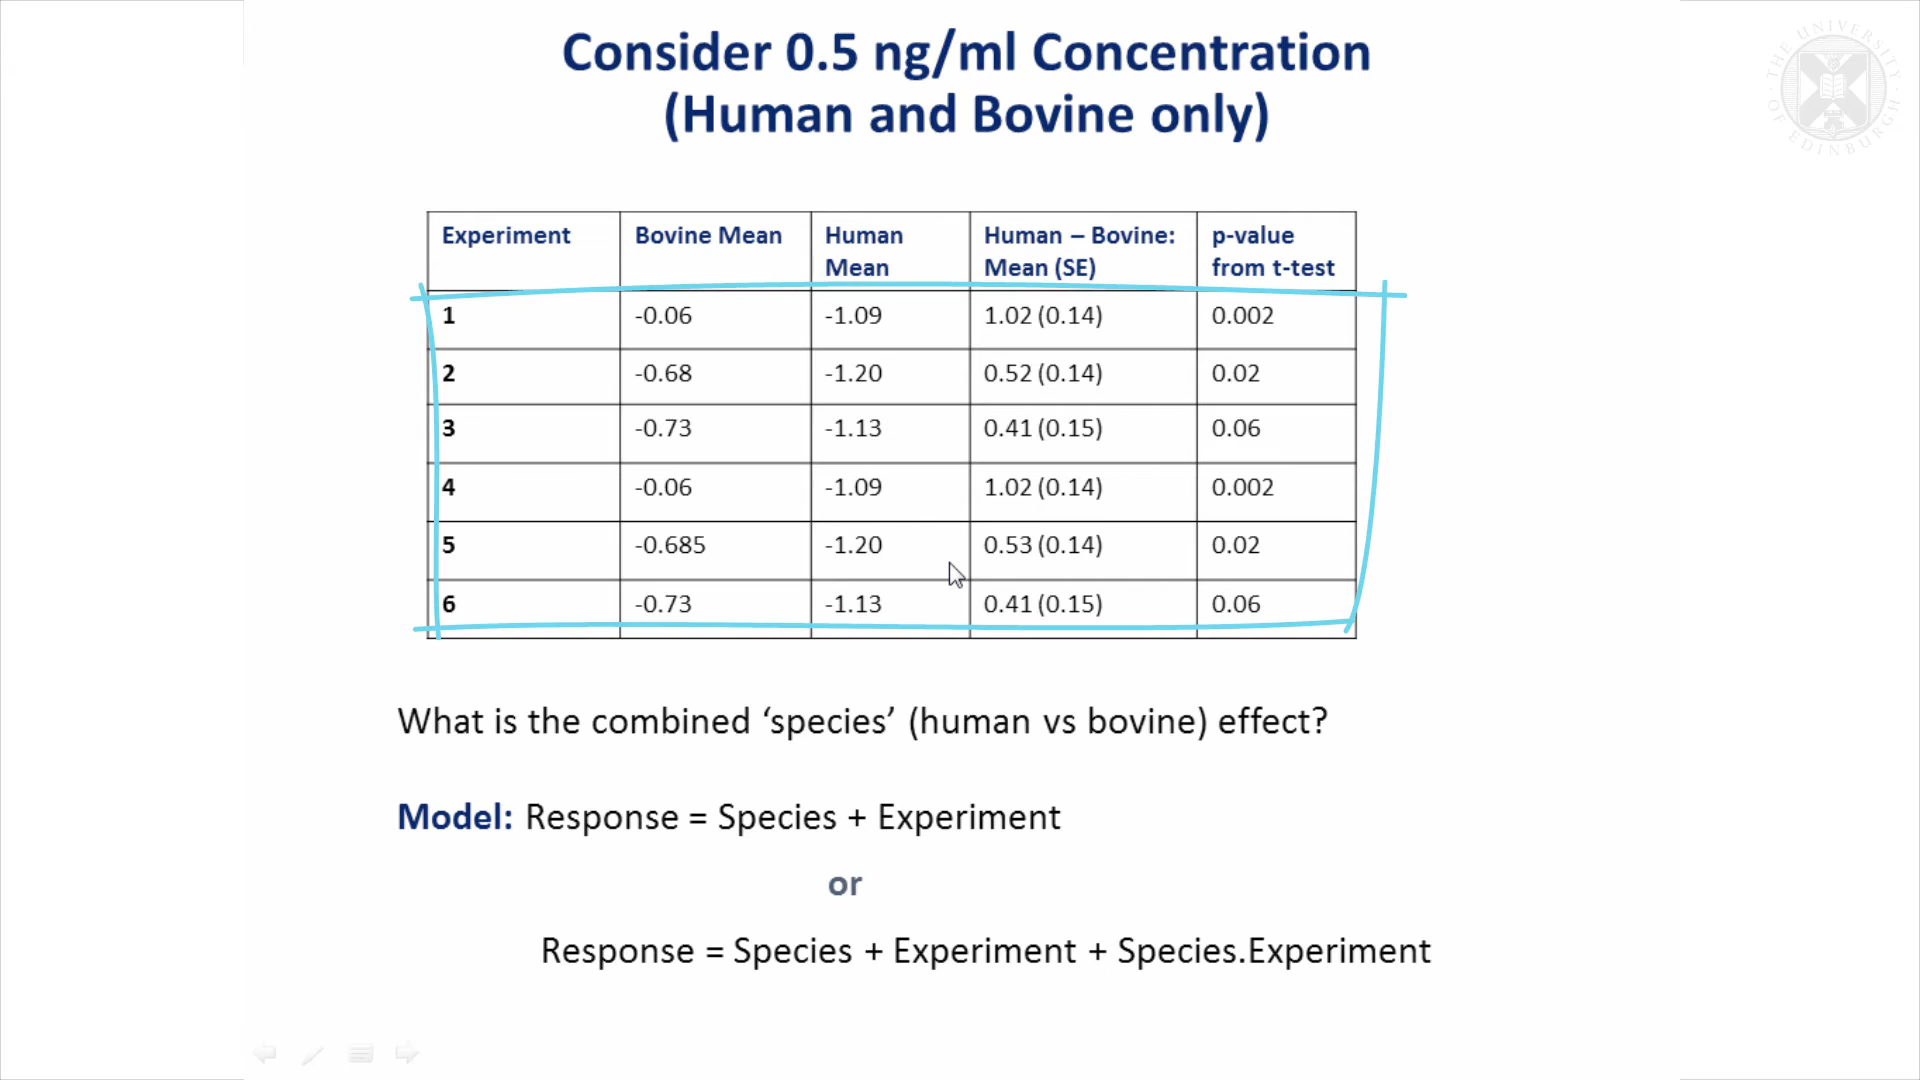 Consider 0.5 ng/ml Concentration
(Human and Bovine only)
THE UNIVERSITY OF EDINBURGH
Experiment Bovine Mean Human Mean Human – Bovine: Mean (SE) p-value from t-test
1 -0.06 -1.09 1.02 (0.14) 0.002
2 -0.68 -1.20 0.52 (0.14) 0.02
3 -0.73 -1.13 0.41 (0.15) 0.06
4 -0.06 -1.09 1.02 (0.14) 0.002
5 -0.685 -1.20 0.53 (0.14) 0.02
6 -0.73 -1.13 0.41 (0.15) 0.06
What is the combined ‘species’ (human vs bovine) effect?
Model: Response = Species + Experiment
or
Response = Species + Experiment + Species.Experiment